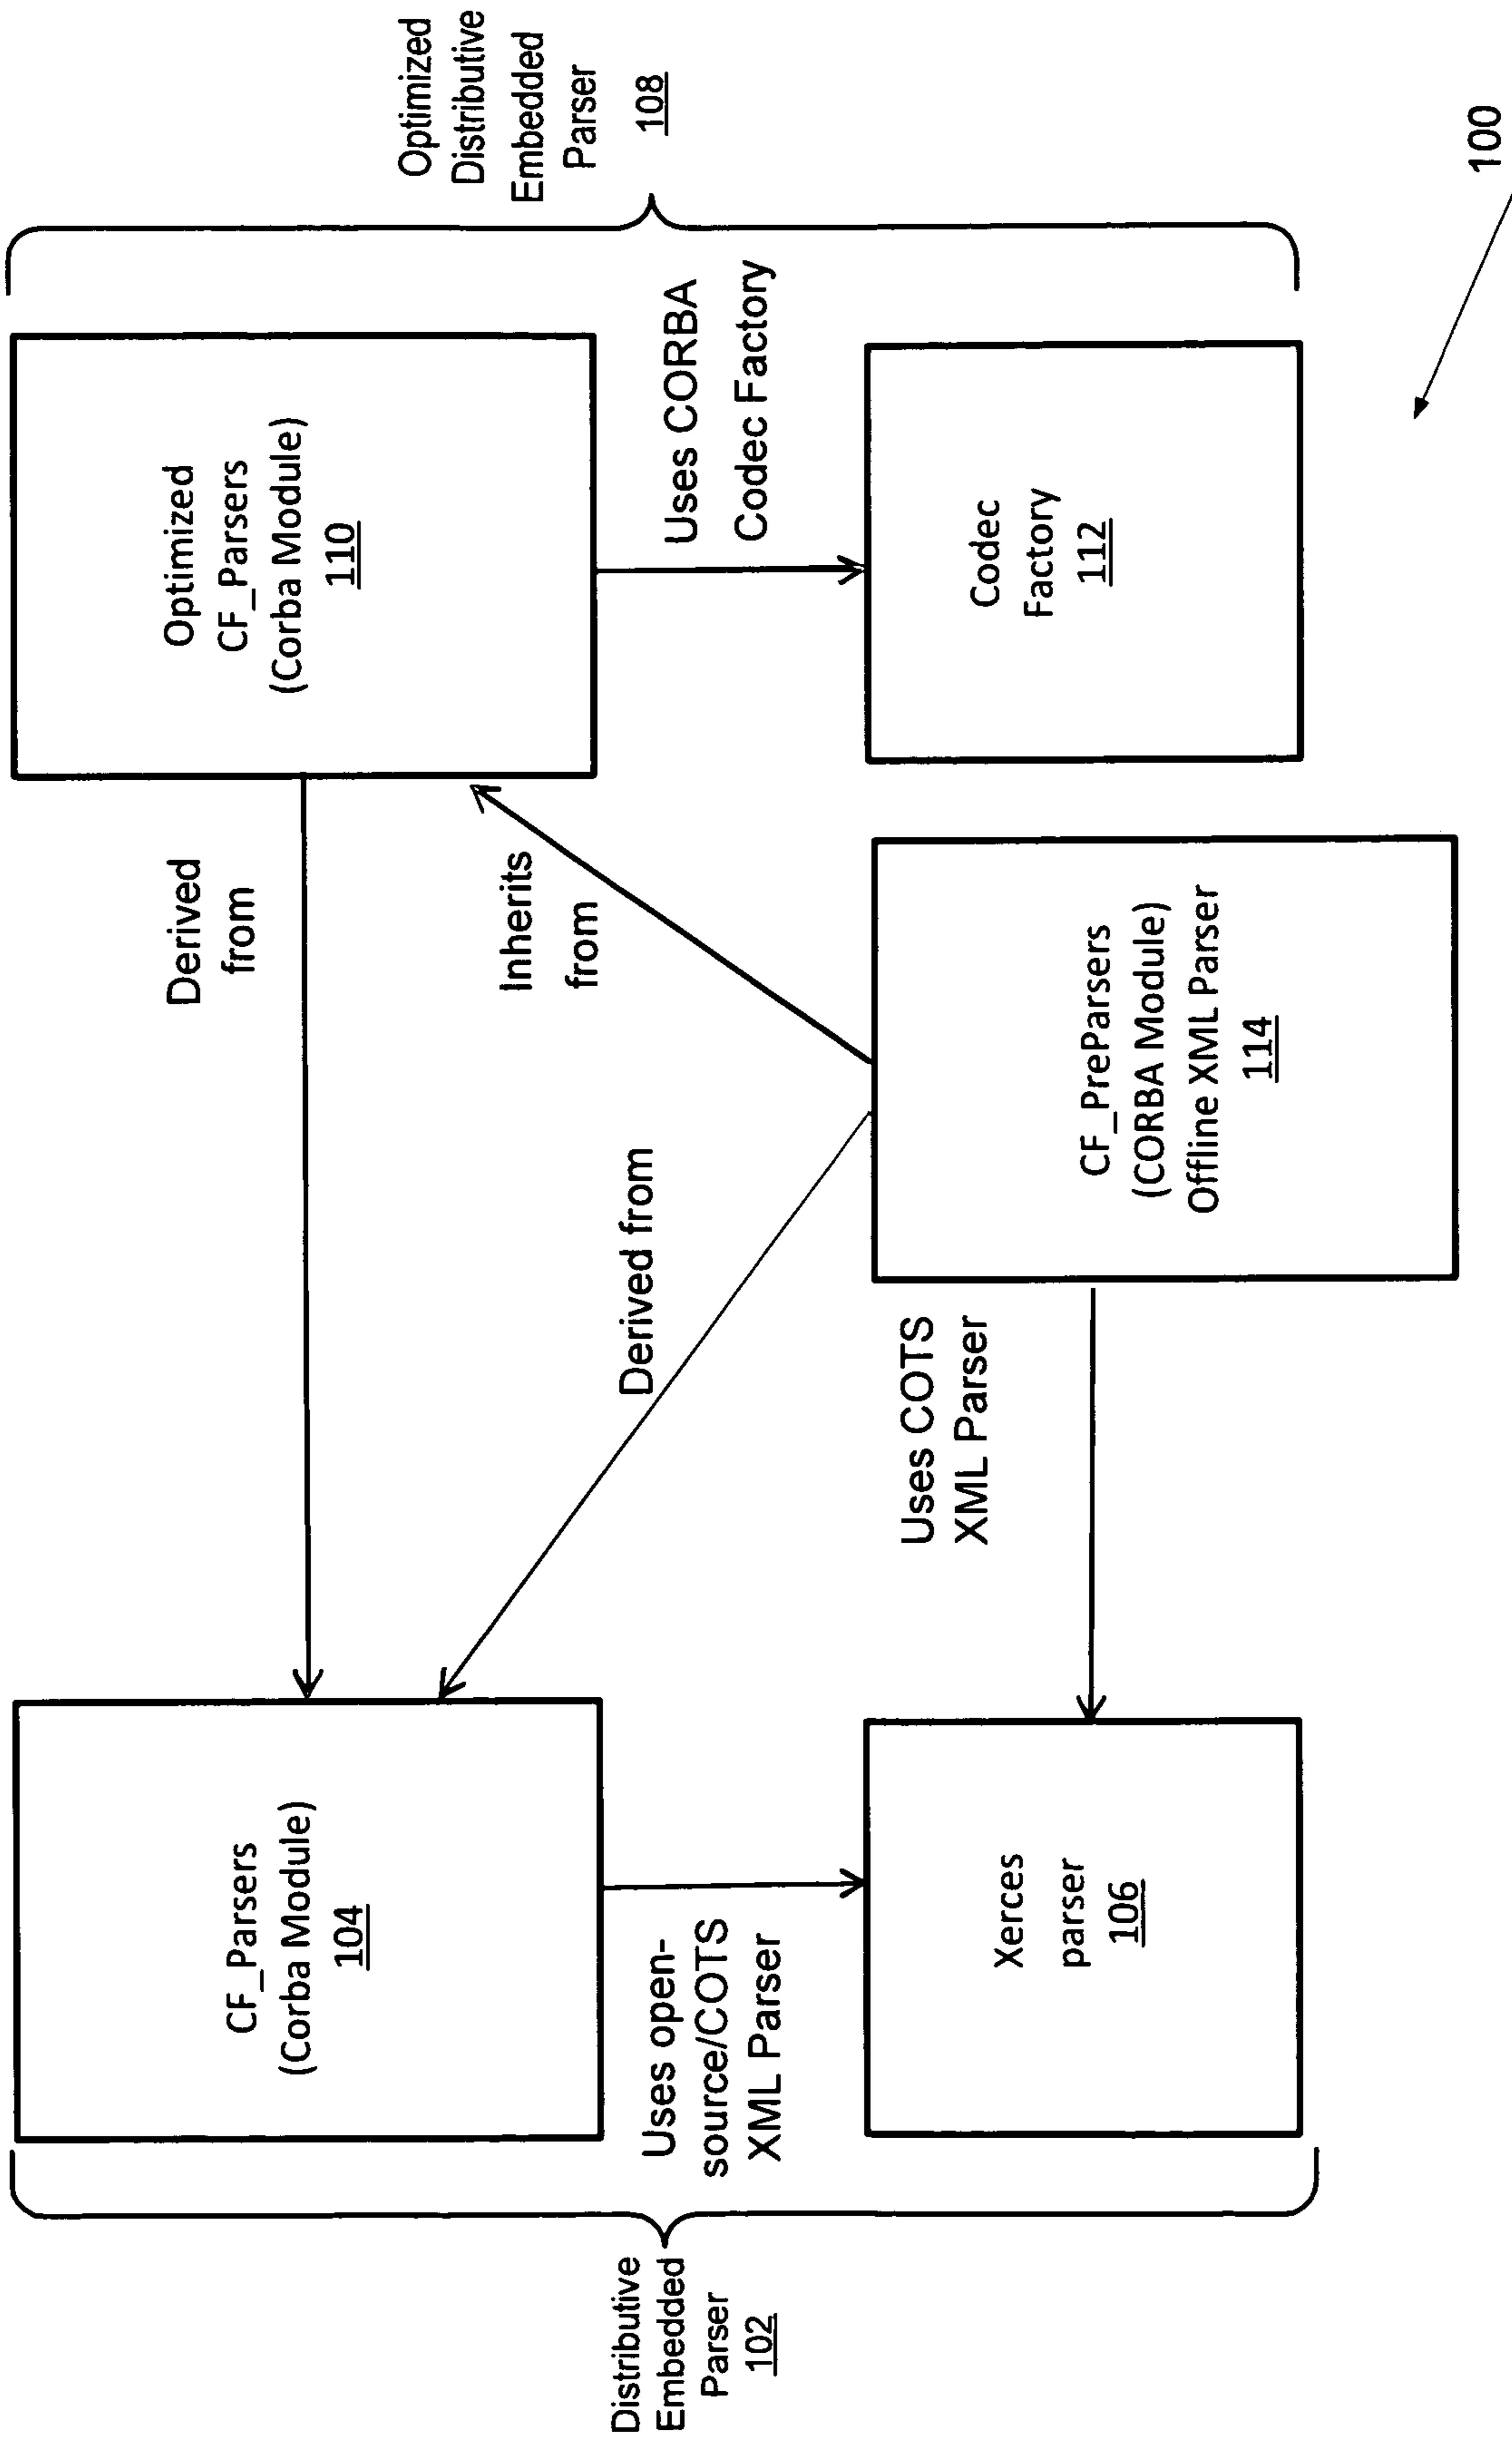 Distributive
Embedded
Parser
102
CF_Parsers
(Corba Module)
104
Uses open-
source/COTS
XML Parser
Xerces
parser
106
Derived
from
Derived from
Inherits
from
Uses COTS
XML Parser
CF_PreParsers
(CORBA Module)
Offline XML Parser
114
Optimized
CF_Parsers
(Corba Module)
110
Uses CORBA
Codec Factory
Codec
Factory
112
Optimized
Distributive
Embedded
Parser
108
100